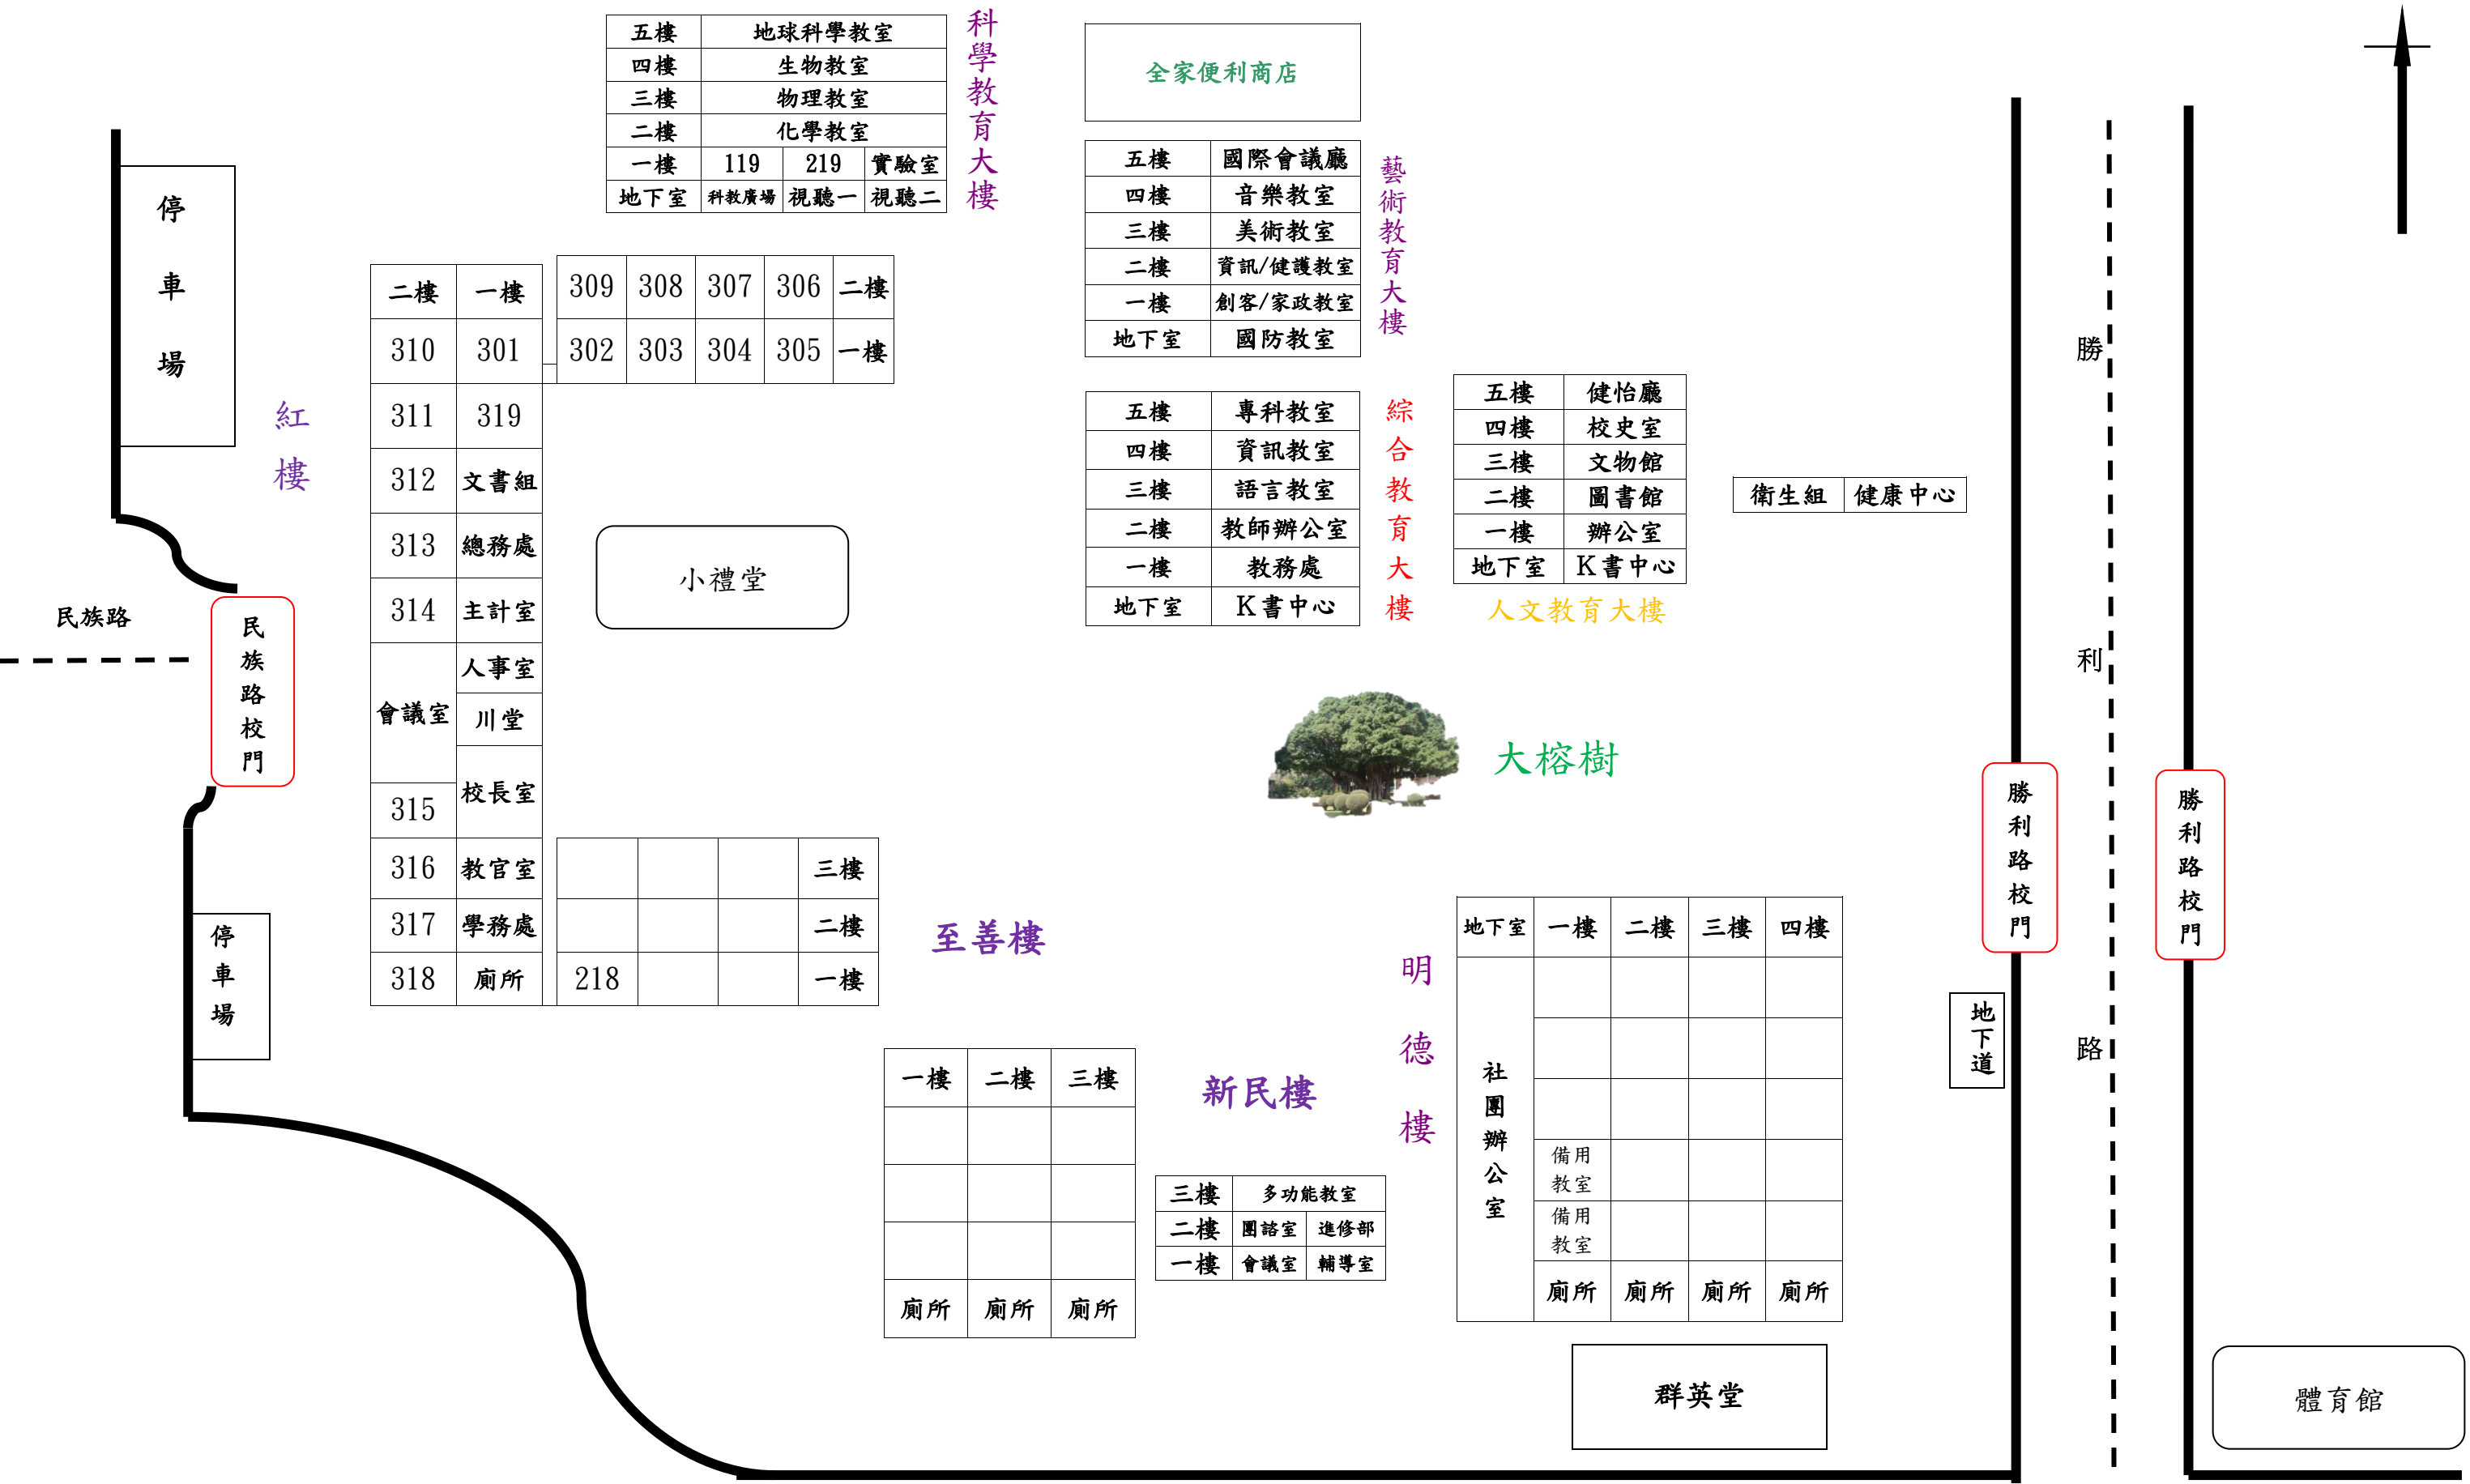 五樓 地球科學教室
四樓 生物教室
三樓 物理教室
二樓 化學教室
一樓 119 219 實驗室
地下室 科教廣場 視聽一 視聽二
科學教育大樓
全家便利商店
五樓 國際會議廳
四樓 音樂教室
三樓 美術教室
二樓 資訊/健護教室
一樓 創客/家政教室
地下室 國防教室
藝術教育大樓
停車場
紅樓
二樓 一樓
310 301
311 319
312 文書組
313 總務處
314 主計室
會議室 人事室
川堂
315 校長室
316 教官室
317 學務處
318 廁所
309 308 307 306 二樓
302 303 304 305 一樓
小禮堂
五樓 專科教室
四樓 資訊教室
三樓 語言教室
二樓 教師辦公室
一樓 教務處
地下室 K書中心
綜合教育大樓
五樓 健怡廳
四樓 校史室
三樓 文物館
二樓 圖書館
一樓 辦公室
地下室 K書中心
人文教育大樓
衛生組 健康中心
民族路
民族路校門
大榕樹
停車場
三樓
二樓
218 一樓
至善樓
一樓 二樓 三樓
廁所 廁所 廁所
新民樓
三樓 多功能教室
二樓 團諮室 進修部
一樓 會議室 輔導室
明德樓
地下室 一樓 二樓 三樓 四樓
社團辦公室
備用
教室
備用
教室
廁所 廁所 廁所 廁所
群英堂
勝利路校門
地下道
勝利路
勝利路校門
體育館